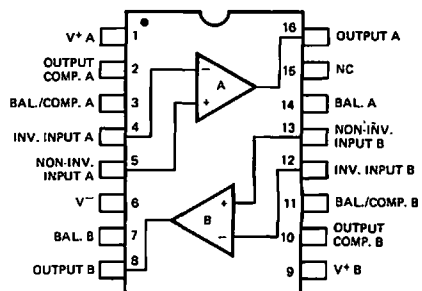 V+ A
1
OUTPUT
COMP. A
2
BAL./COMP. A
3
INV. INPUT A
4
NON-INV.
INPUT A
5
V−
6
BAL. B
7
OUTPUT B
8
−
A
+
+
B
−
16
OUTPUT A
15
NC
14
BAL. A
13
NON-INV.
INPUT B
12
INV. INPUT B
11
BAL./COMP. B
10
OUTPUT
COMP. B
9
V+ B